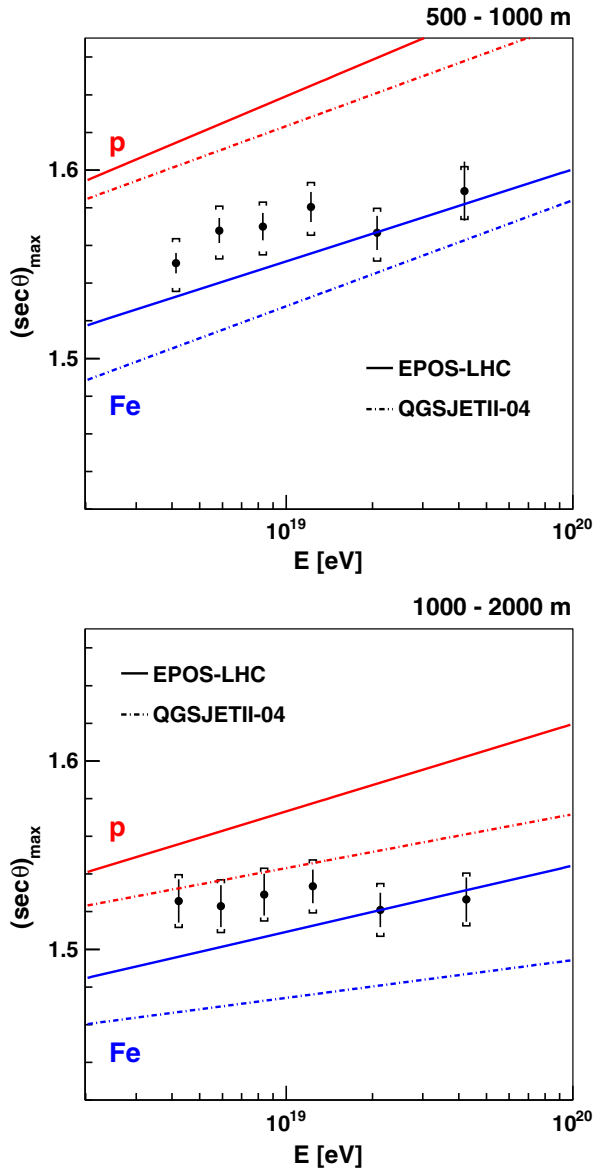 500 - 1000 m
p
1.6
(secθ)max
1.5
Fe
EPOS-LHC
QGSJETII-04
10^19
10^20
E [eV]
1000 - 2000 m
EPOS-LHC
QGSJETII-04
1.6
p
(secθ)max
1.5
Fe
10^19
10^20
E [eV]